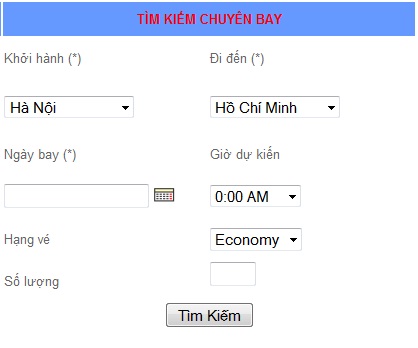 TÌM KIẾM CHUYÊN BAY
Khởi hành (*) Đi đến (*)
Hà Nội Hồ Chí Minh
Ngày bay (*) Giờ dự kiến
0:00 AM
Hạng vé Economy
Số lượng
Tìm Kiếm